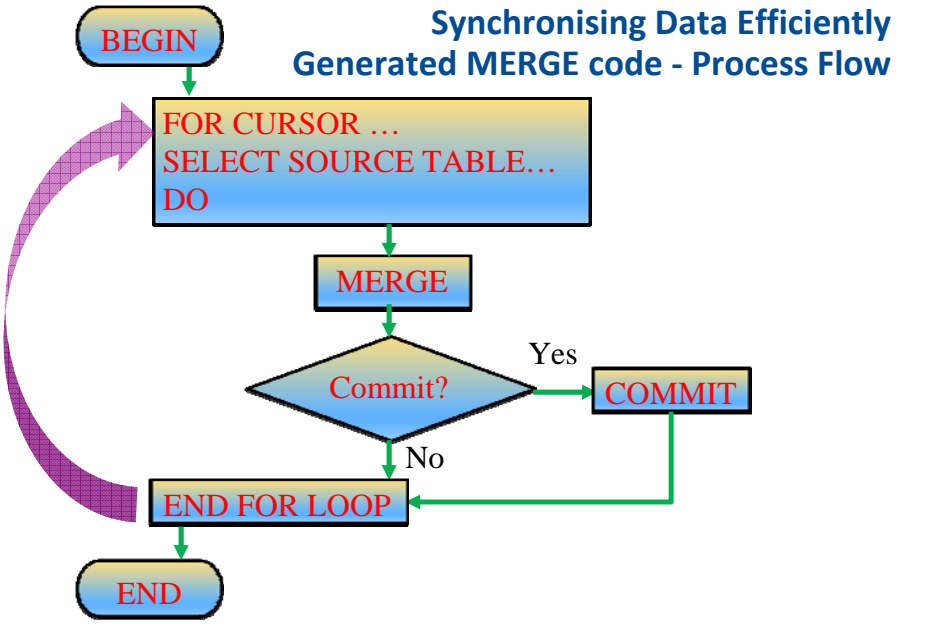 Synchronising Data Efficiently
Generated MERGE code - Process Flow
BEGIN
FOR CURSOR …
SELECT SOURCE TABLE…
DO
MERGE
Commit?
Yes
COMMIT
No
END FOR LOOP
END